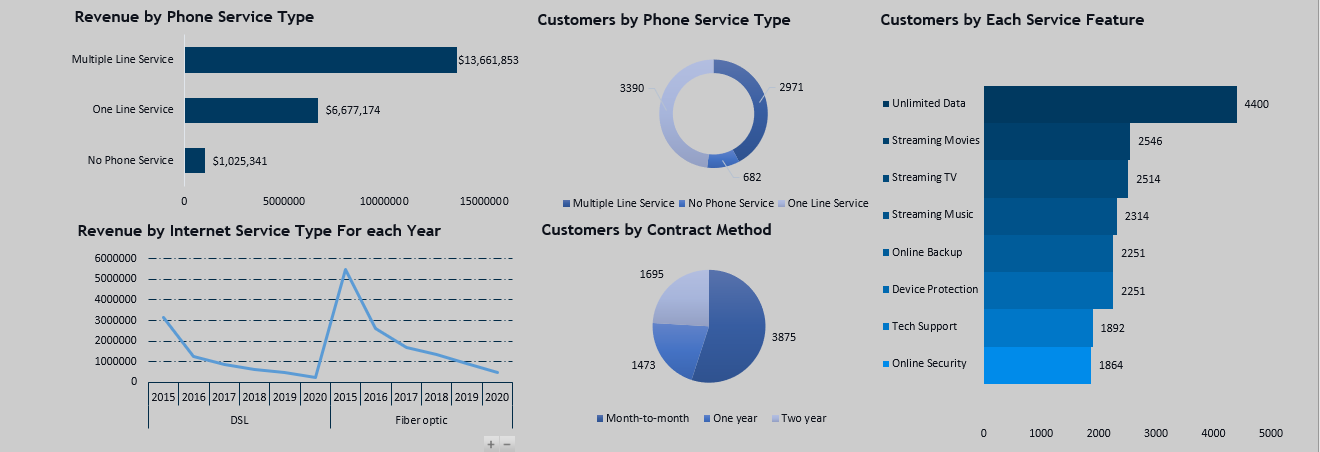 Revenue by Phone Service Type
Multiple Line Service
$13,661,853
One Line Service
$6,677,174
No Phone Service
$1,025,341
0 5000000 10000000 15000000
Revenue by Internet Service Type For each Year
6000000
5000000
4000000
3000000
2000000
1000000
0
2015 2016 2017 2018 2019 2020 2015 2016 2017 2018 2019 2020
DSL Fiber optic
+ −
Customers by Phone Service Type
3390
2971
682
Multiple Line Service No Phone Service One Line Service
Customers by Contract Method
1695
3875
1473
Month-to-month One year Two year
Customers by Each Service Feature
Unlimited Data 4400
Streaming Movies 2546
Streaming TV 2514
Streaming Music 2314
Online Backup 2251
Device Protection 2251
Tech Support 1892
Online Security 1864
0 1000 2000 3000 4000 5000